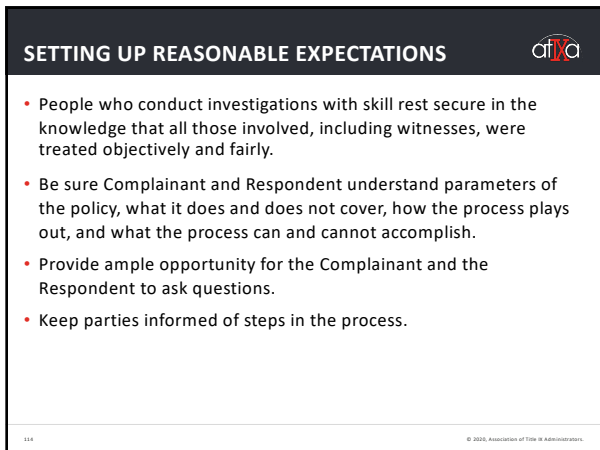 SETTING UP REASONABLE EXPECTATIONS
atIXa
• People who conduct investigations with skill rest secure in the
knowledge that all those involved, including witnesses, were
treated objectively and fairly.
• Be sure Complainant and Respondent understand parameters of
the policy, what it does and does not cover, how the process plays
out, and what the process can and cannot accomplish.
• Provide ample opportunity for the Complainant and the
Respondent to ask questions.
• Keep parties informed of steps in the process.
114
© 2020, Association of Title IX Administrators.